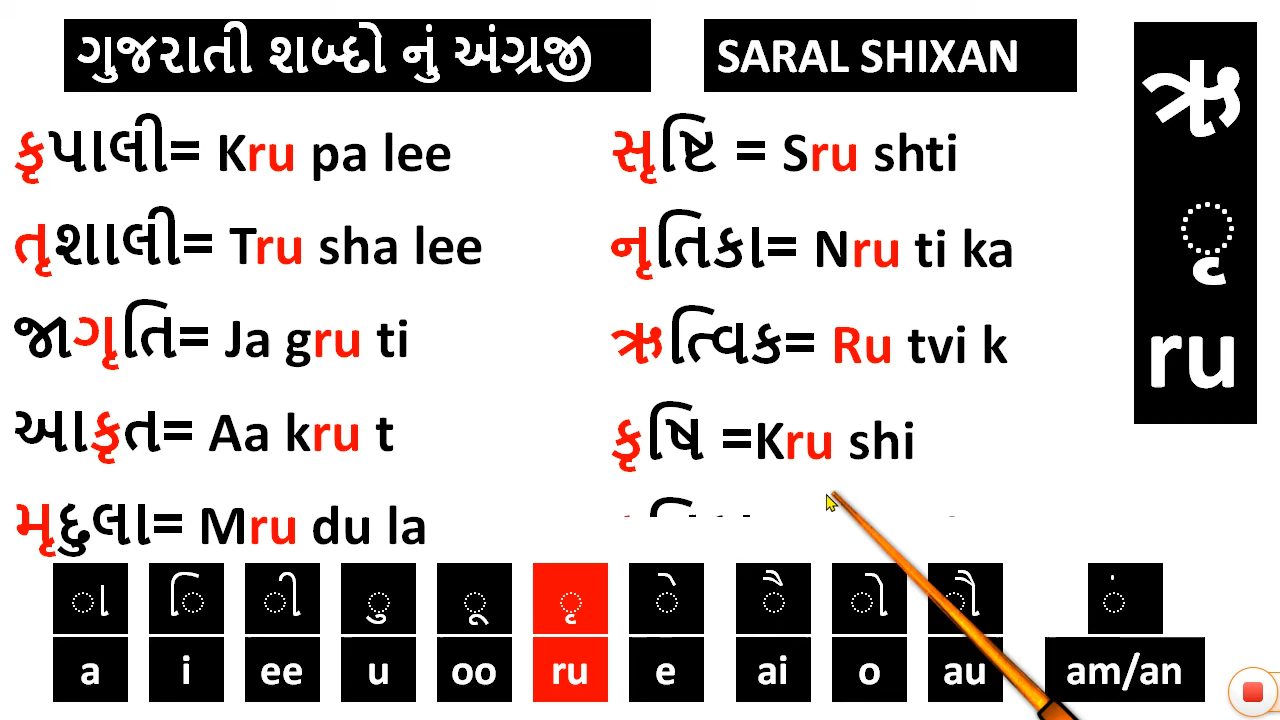 ગુજરાતી શબ્દો નું અંગ્રજી
SARAL SHIXAN
કૃપાલી= Kru pa lee
તૃશાલી= Tru sha lee
જાગૃતિ= Ja gru ti
આકૃત= Aa kru t
મૃદુલા= Mru du la
સૃષ્ટિ = Sru shti
નૃતિકા= Nru ti ka
ઋત્વિક= Ru tvi k
કૃષિ =Kru shi
ઋ
ૃ
ru
ા િ ી ુ ૂ ૃ ે ૈ ો ૌ ં
a i ee u oo ru e ai o au am/an